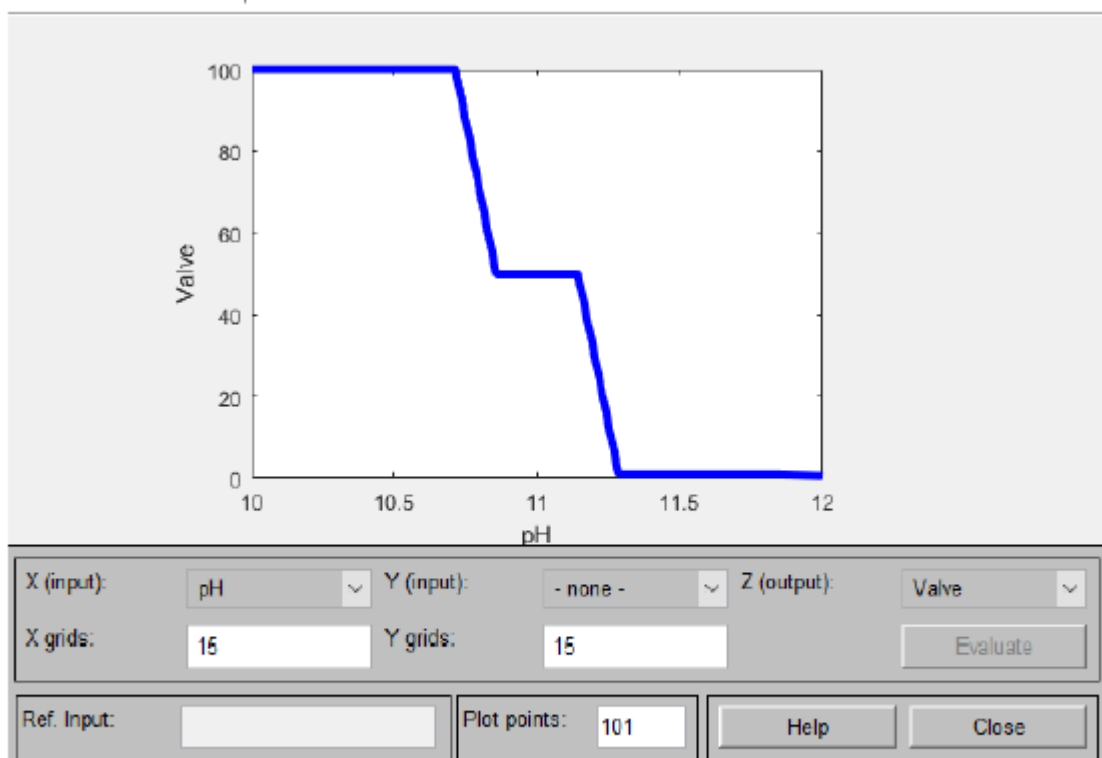 100
80
60
40
20
0
Valve
10
10.5
11
11.5
12
pH
X (input): pH Y (input): - none - Z (output): Valve
X grids: 15 Y grids: 15 Evaluate
Ref. Input: Plot points: 101 Help Close